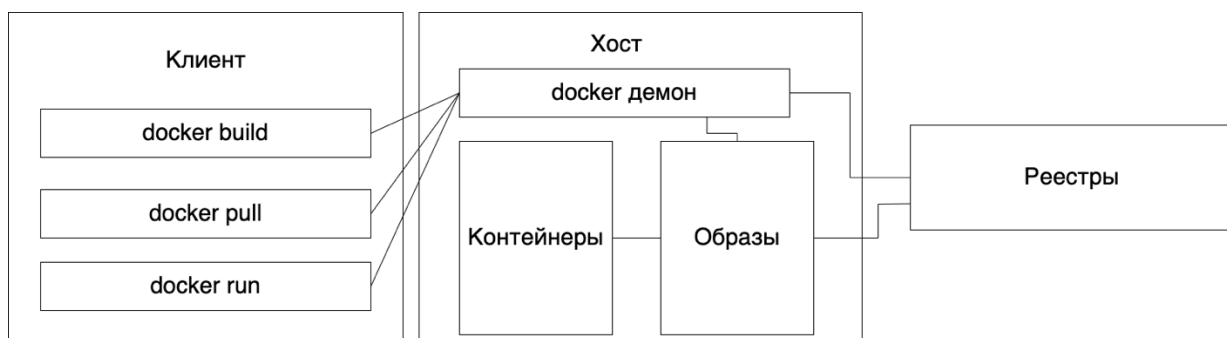 Клиент
docker build
docker pull
docker run
Хост
docker демон
Контейнеры
Образы
Реестры